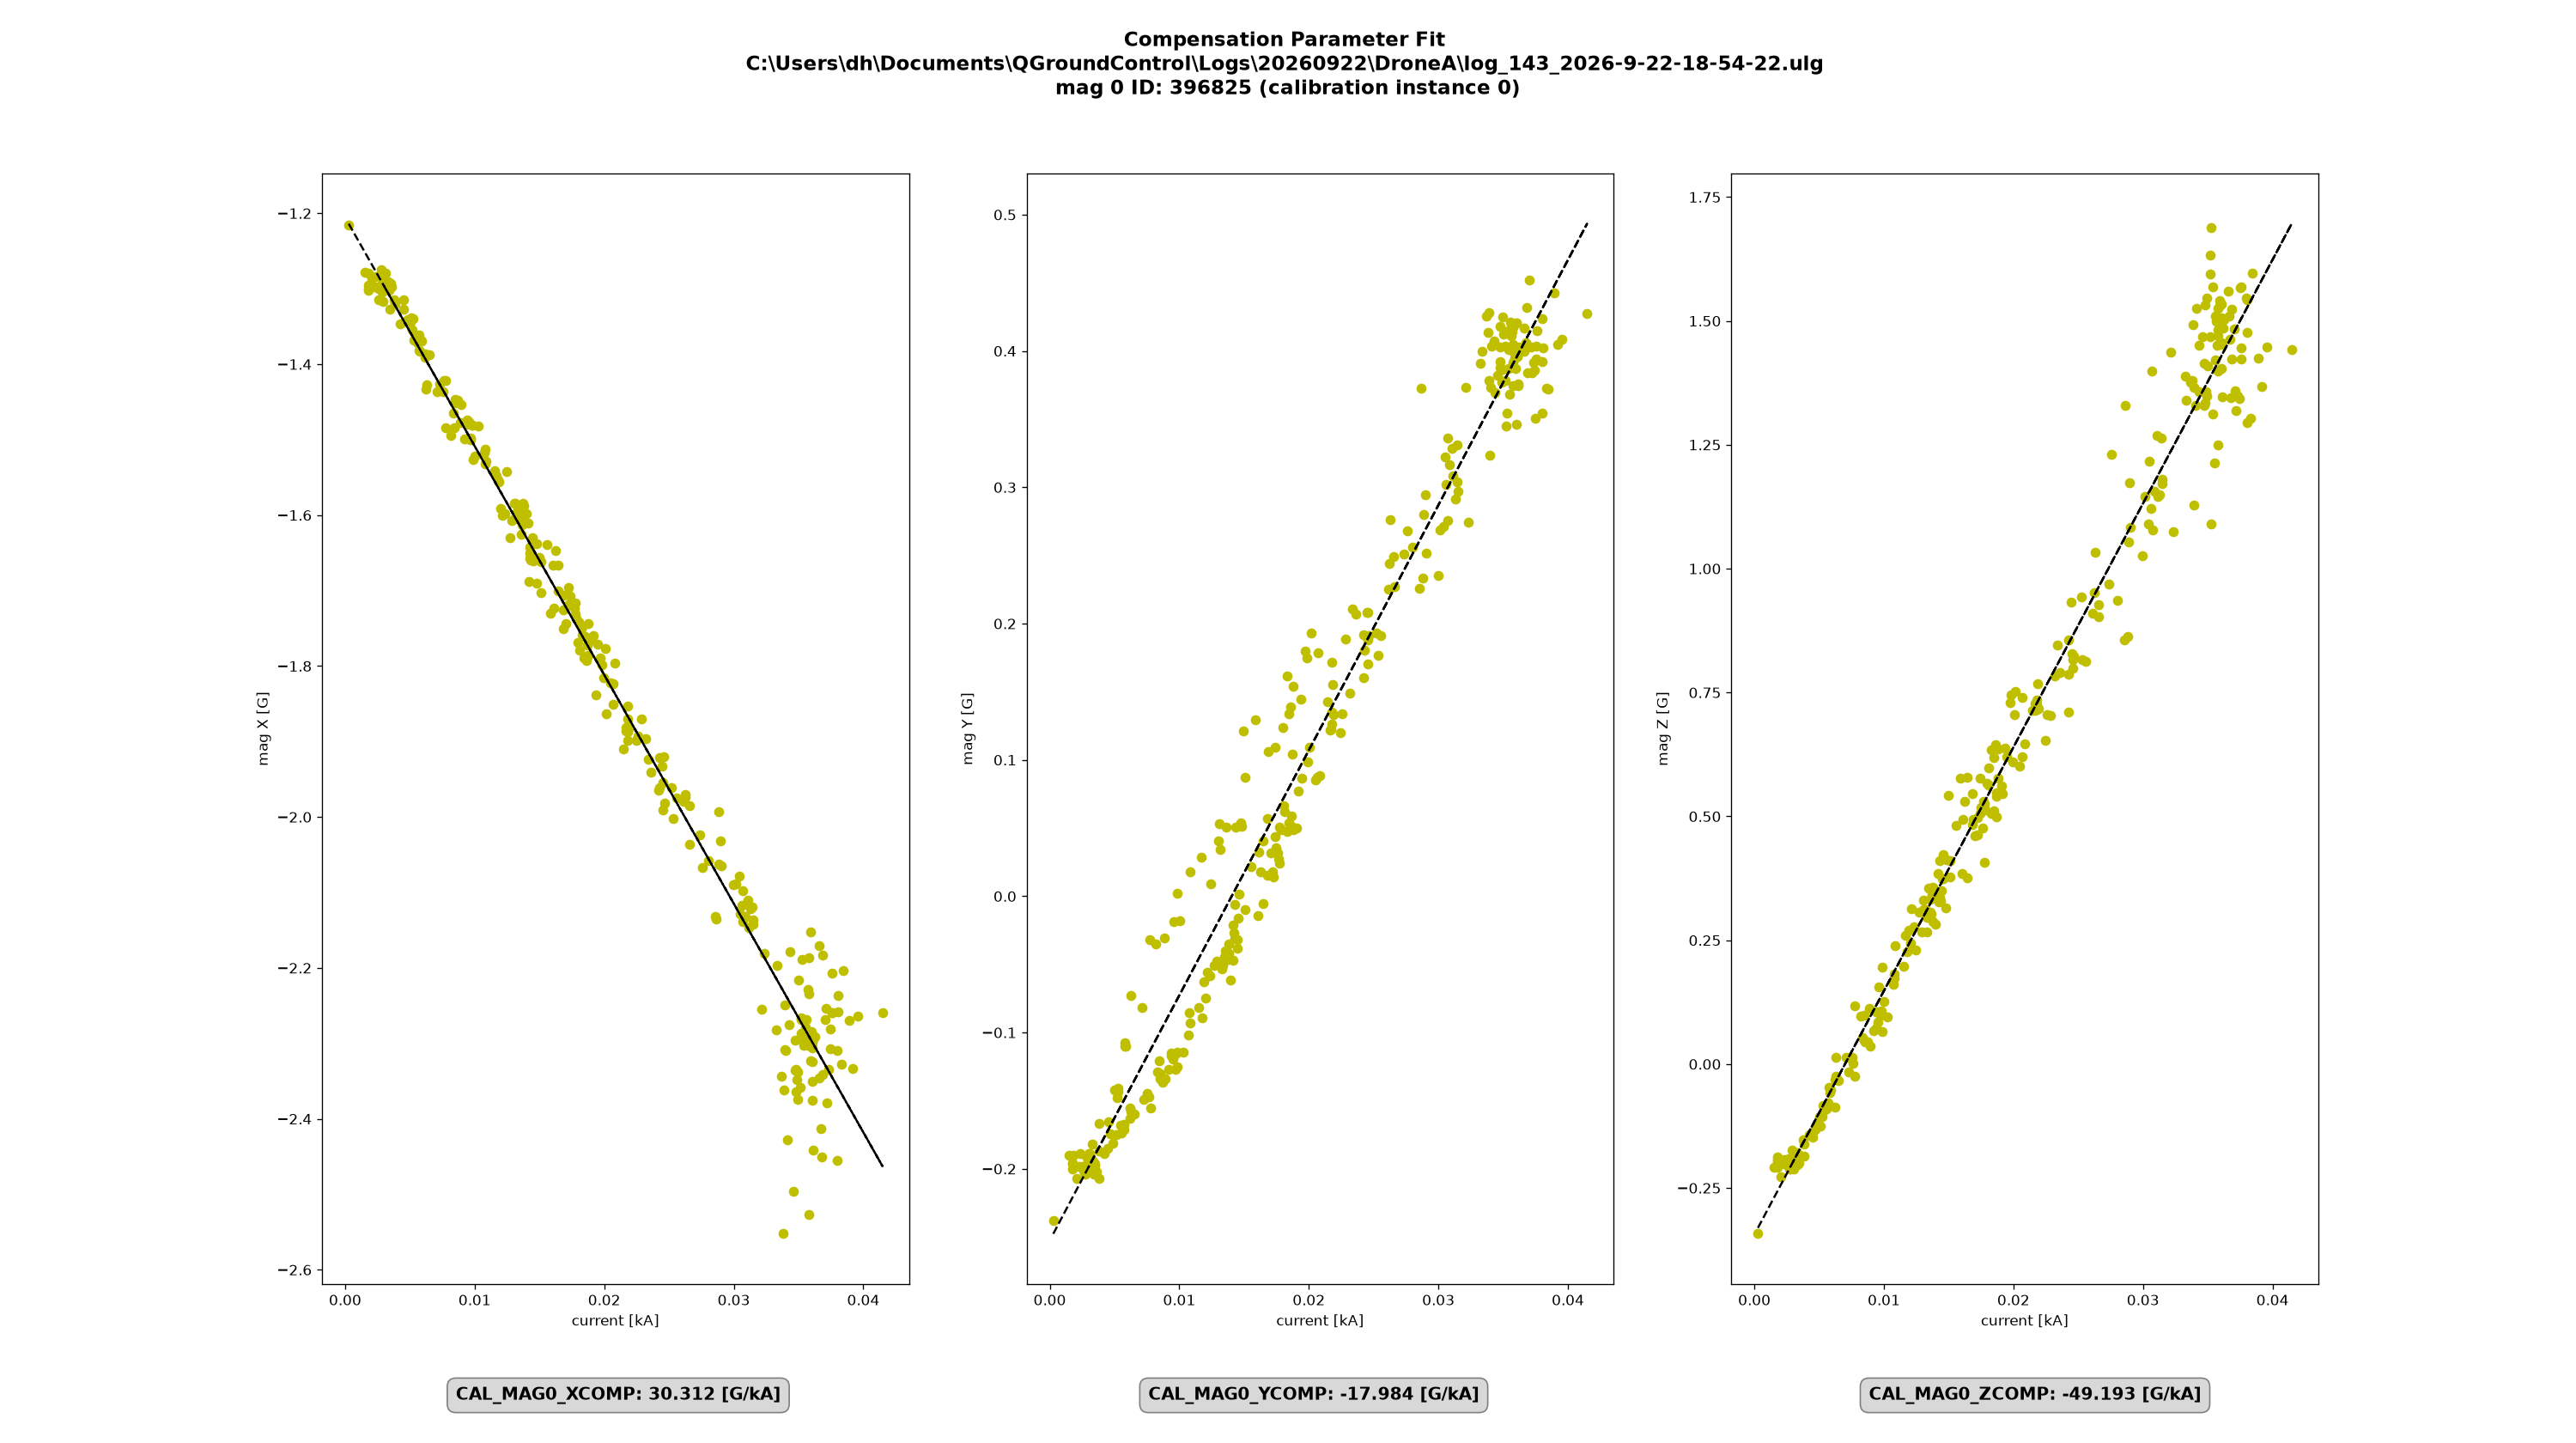 Compensation Parameter Fit
C:\Users\dh\Documents\QGroundControl\Logs\20260922\DroneA\log_143_2026-9-22-18-54-22.ulg
mag 0 ID: 396825 (calibration instance 0)
−1.2
−1.4
−1.6
−1.8
−2.0
−2.2
−2.4
−2.6
mag X [G]
0.00 0.01 0.02 0.03 0.04
current [kA]
CAL_MAG0_XCOMP: 30.312 [G/kA]
0.5
0.4
0.3
0.2
0.1
0.0
−0.1
−0.2
mag Y [G]
0.00 0.01 0.02 0.03 0.04
current [kA]
CAL_MAG0_YCOMP: -17.984 [G/kA]
1.75
1.50
1.25
1.00
0.75
0.50
0.25
0.00
−0.25
mag Z [G]
0.00 0.01 0.02 0.03 0.04
current [kA]
CAL_MAG0_ZCOMP: -49.193 [G/kA]